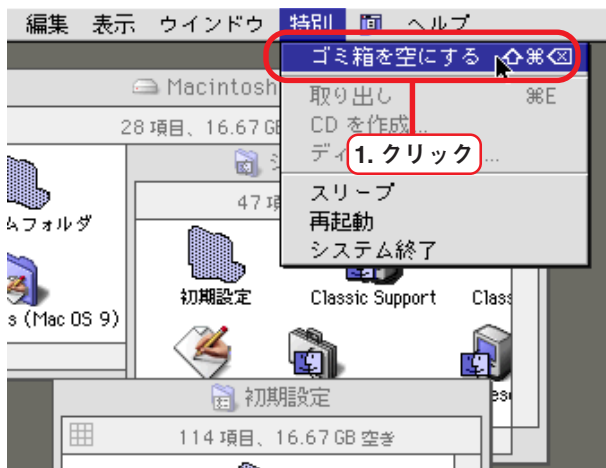 編集 表示 ウインドウ 特別 ヘルプ
ゴミ箱を空にする ⇧⌘⌫
Macintosh
取り出し ⌘E
28 項目、16.67 GB
CD を作成...
1. クリック
47
スリープ
ムフォルダ
再起動
システム終了
初期設定
Classic Support
s (Mac OS 9)
初期設定
114 項目、16.67 GB 空き